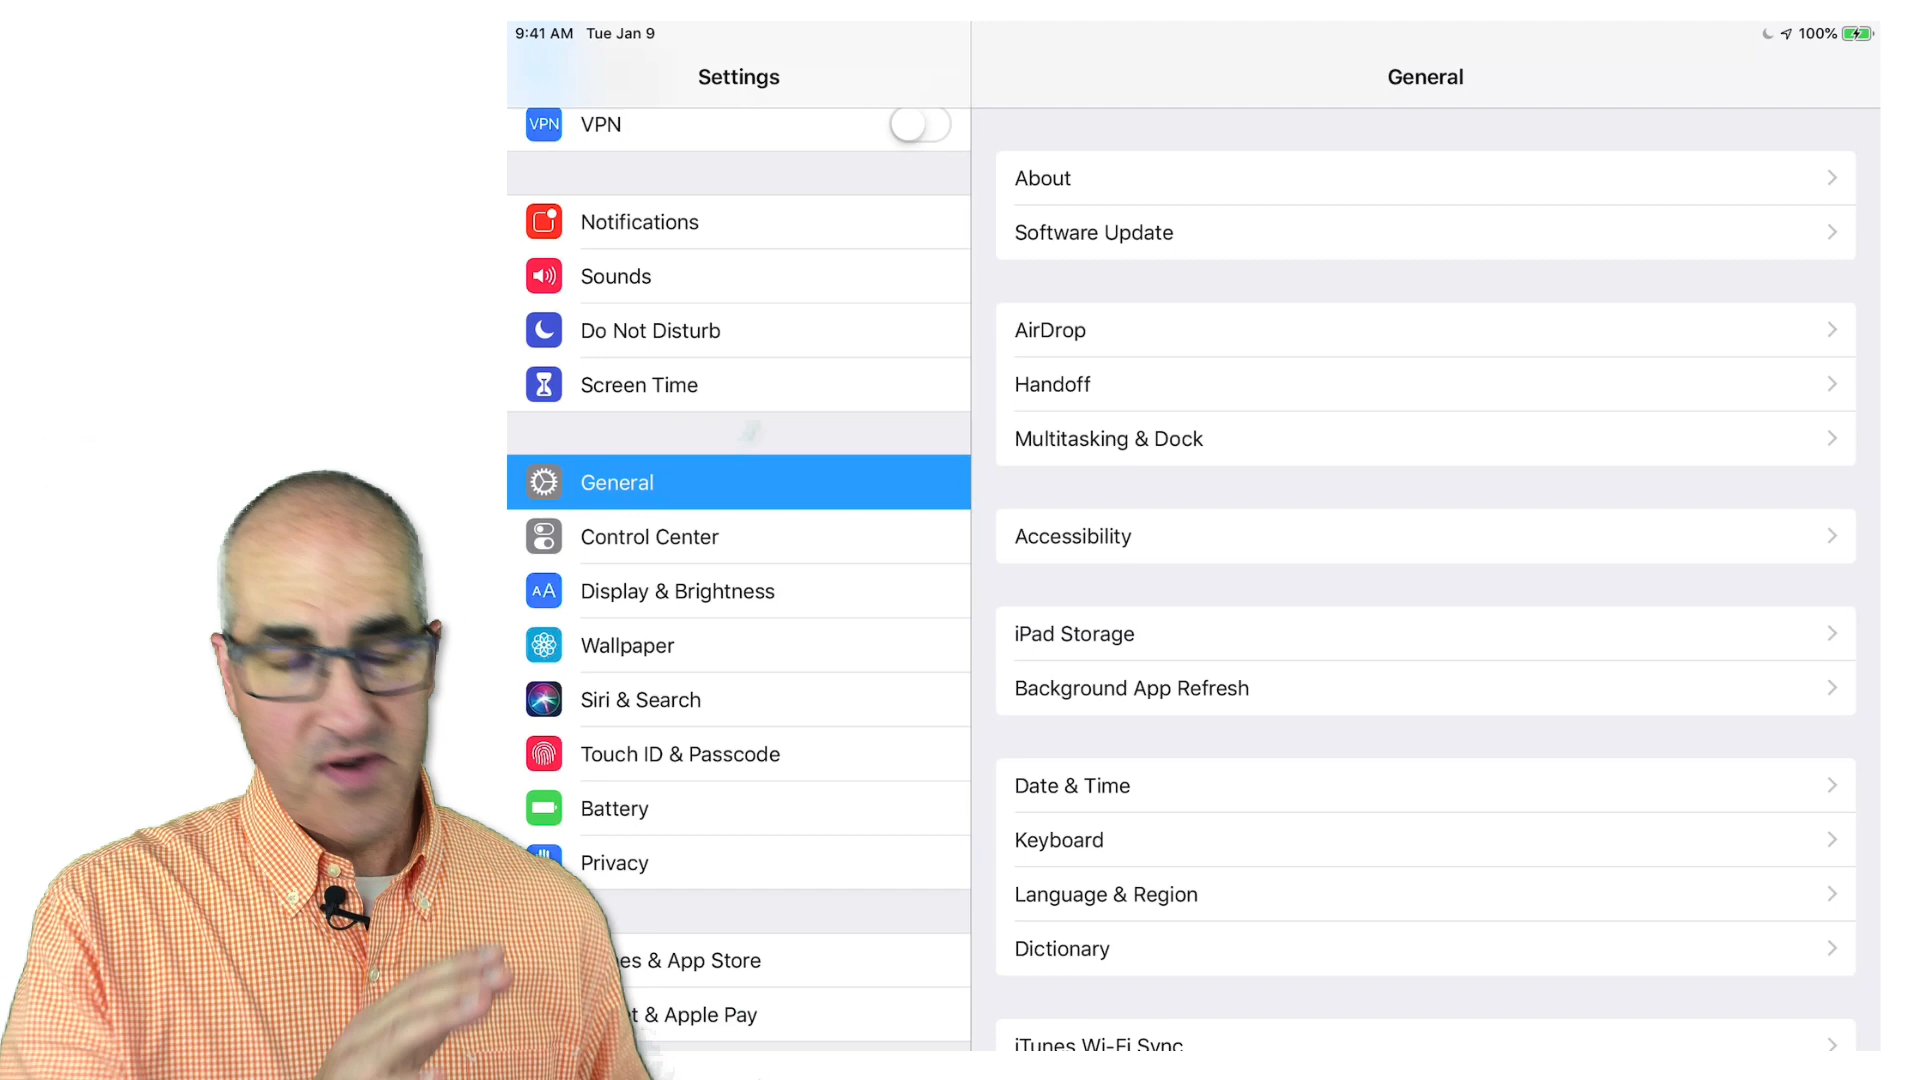 9:41 AM Tue Jan 9
100%
Settings
General
VPN VPN
Notifications
Sounds
Do Not Disturb
Screen Time
General
Control Center
AA Display & Brightness
Wallpaper
Siri & Search
Touch ID & Passcode
Battery
Privacy
es & App Store
t & Apple Pay
About
Software Update
AirDrop
Handoff
Multitasking & Dock
Accessibility
iPad Storage
Background App Refresh
Date & Time
Keyboard
Language & Region
Dictionary
iTunes Wi-Fi Sync